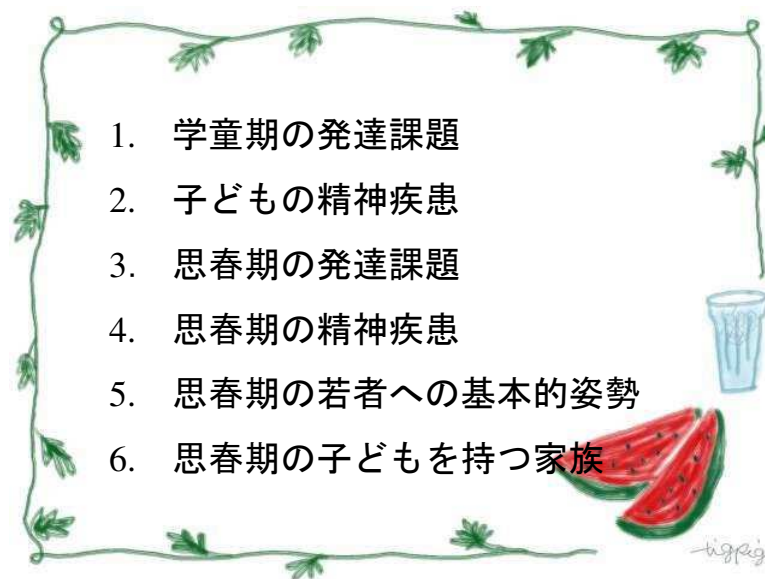 1. 学童期の発達課題
2. 子どもの精神疾患
3. 思春期の発達課題
4. 思春期の精神疾患
5. 思春期の若者への基本的姿勢
6. 思春期の子どもを持つ家族